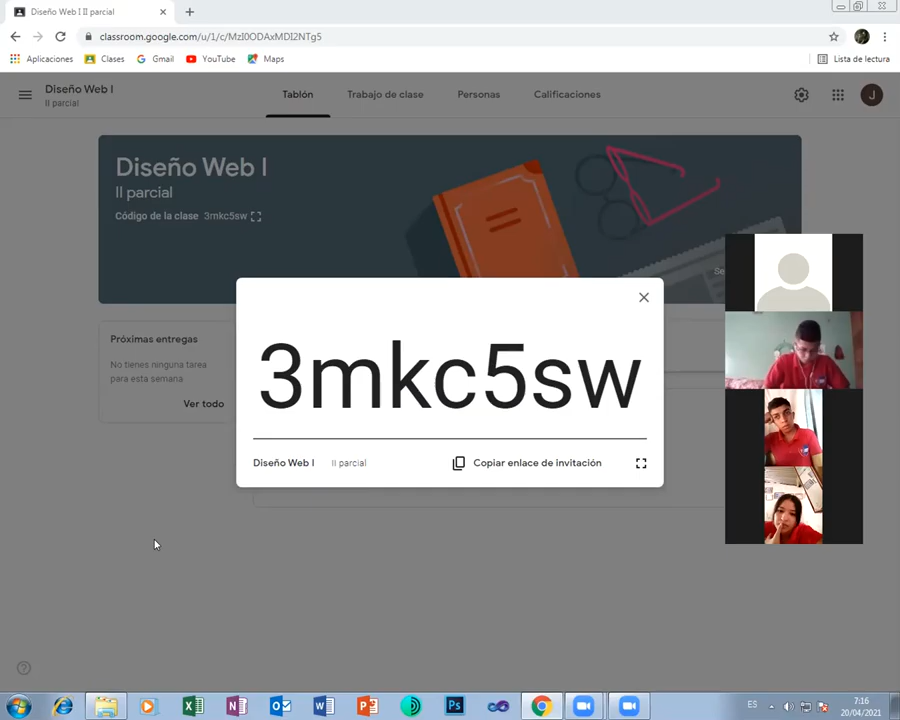 Diseño Web I II parcial
classroom.google.com/u/1/c/MzI0ODAxMDI2NTg5
Aplicaciones Clases Gmail YouTube Maps Lista de lectura
Diseño Web I
II parcial
Tablón Trabajo de clase Personas Calificaciones
J
Diseño Web I
II parcial
Código de la clase 3mkc5sw
Se
Próximas entregas
No tienes ninguna tarea
para esta semana
Ver todo
3mkc5sw
Diseño Web I II parcial Copiar enlace de invitación
ES
7:16
20/04/2021